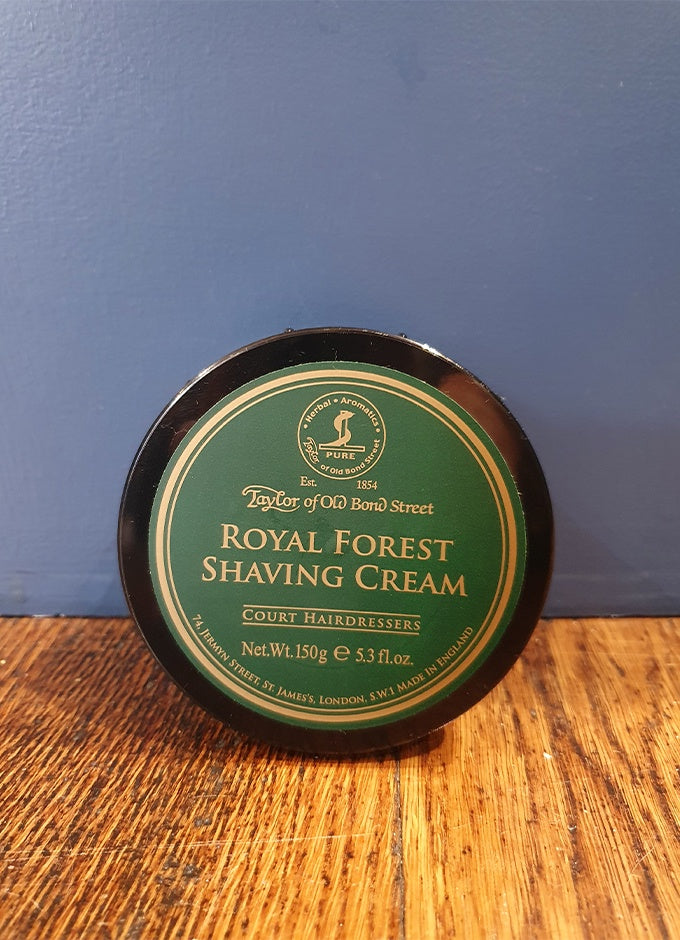 Herbal • Aromatics
PURE
Taylor of Old Bond Street
Est. 1854
Taylor of Old Bond Street
ROYAL FOREST
SHAVING CREAM
COURT HAIRDRESSERS
Net.Wt.150g ℮ 5.3 fl.oz.
74, JERMYN STREET, ST. JAMES'S, LONDON, S.W.1 MADE IN ENGLAND